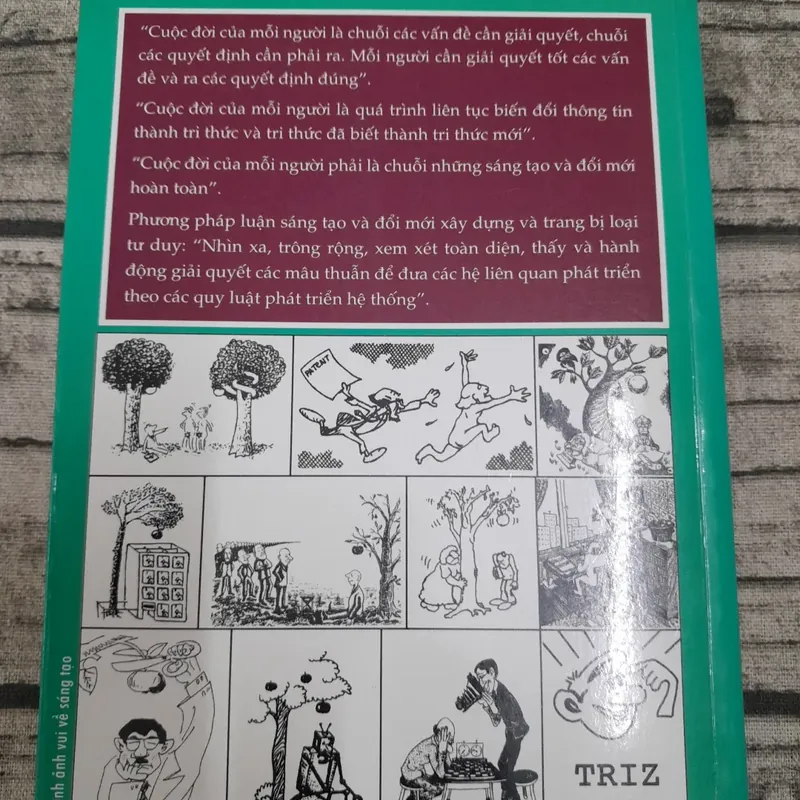 “Cuộc đời của mỗi người là chuỗi các vấn đề cần giải quyết, chuỗi
các quyết định cần phải ra. Mỗi người cần giải quyết tốt các vấn
đề và ra các quyết định đúng”.
“Cuộc đời của mỗi người là quá trình liên tục biến đổi thông tin
thành tri thức và tri thức đã biết thành tri thức mới”.
“Cuộc đời của mỗi người phải là chuỗi những sáng tạo và đổi mới
hoàn toàn”.
Phương pháp luận sáng tạo và đổi mới xây dựng và trang bị loại
tư duy: “Nhìn xa, trông rộng, xem xét toàn diện, thấy và hành
động giải quyết các mâu thuẫn để đưa các hệ liên quan phát triển
theo các quy luật phát triển hệ thống”.
PATENT
TRIZ
ảnh vui về sáng tạo